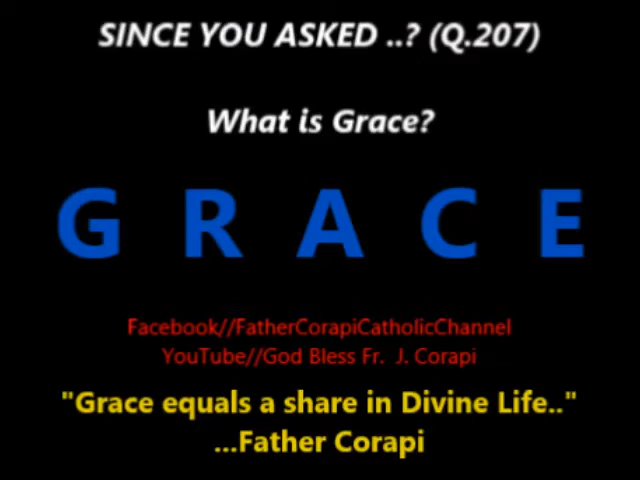 SINCE YOU ASKED ..? (Q.207)
What is Grace?
G R A C E
Facebook//FatherCorapiCatholicChannel
YouTube//God Bless Fr. J. Corapi
"Grace equals a share in Divine Life.."
...Father Corapi